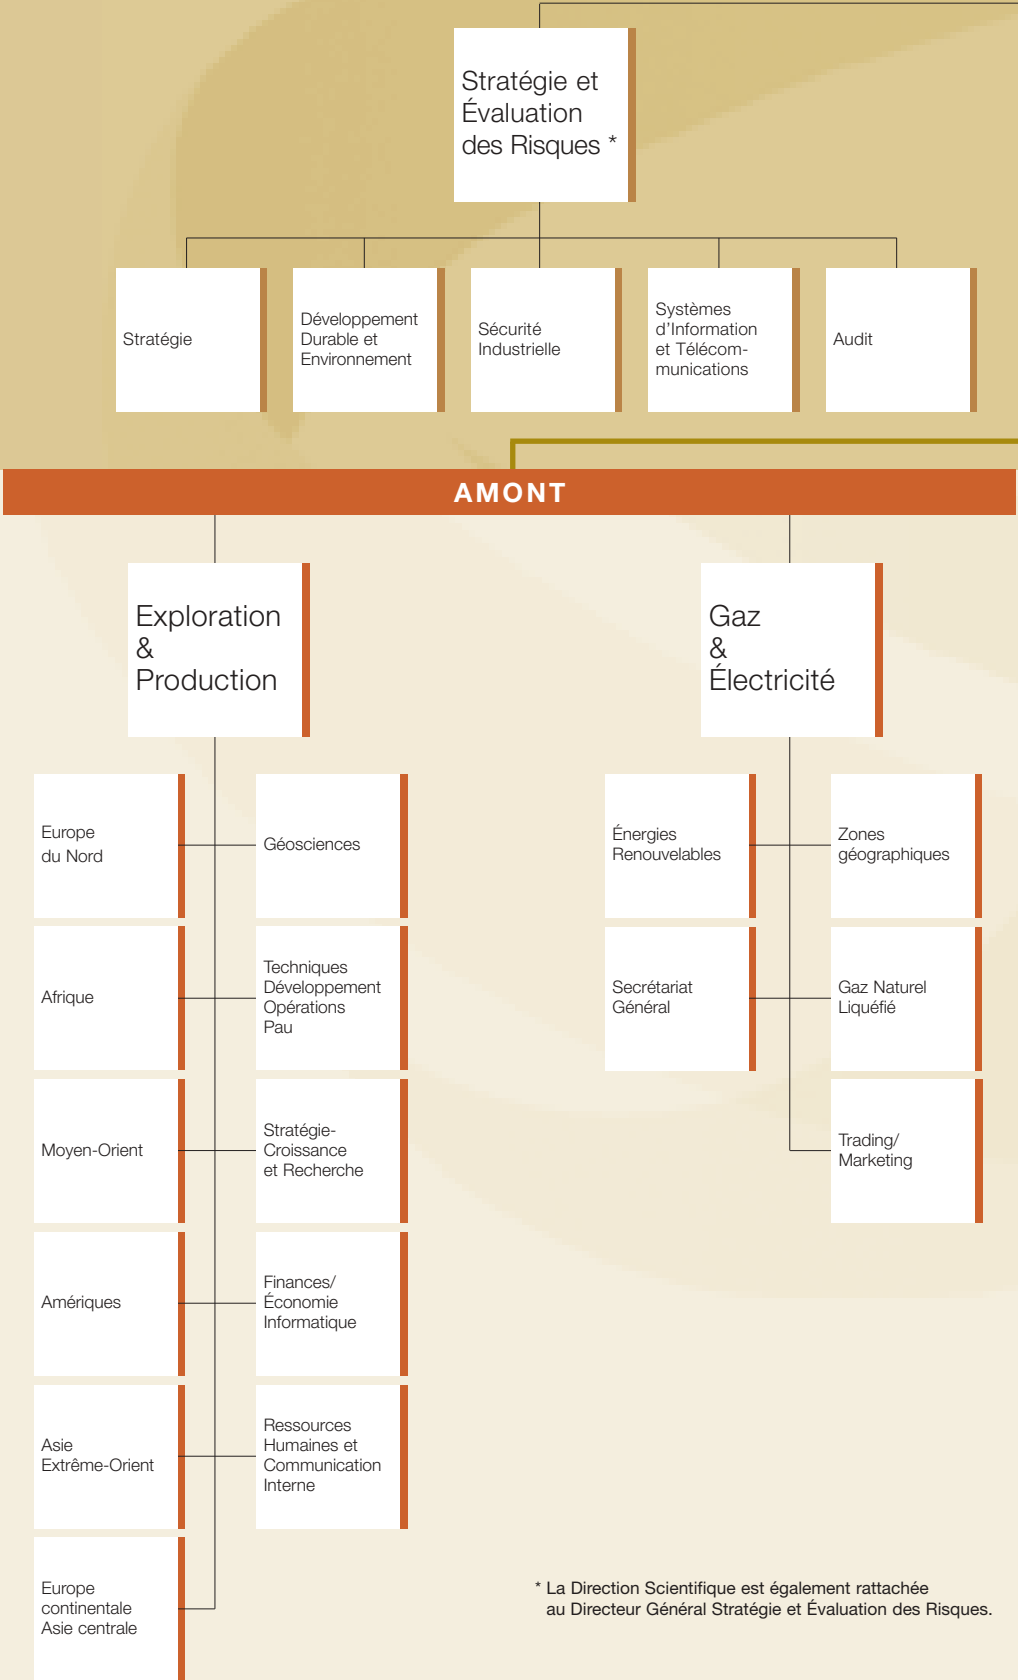 Stratégie et
Évaluation
des Risques *
Stratégie
Développement
Durable et
Environnement
Sécurité
Industrielle
Systèmes
d’Information
et Télécom-
munications
Audit
AMONT
Exploration
&
Production
Gaz
&
Électricité
Europe
du Nord
Géosciences
Afrique
Techniques
Développement
Opérations
Pau
Moyen-Orient
Stratégie-
Croissance
et Recherche
Amériques
Finances/
Économie
Informatique
Asie
Extrême-Orient
Ressources
Humaines et
Communication
Interne
Europe
continentale
Asie centrale
Énergies
Renouvelables
Zones
géographiques
Secrétariat
Général
Gaz Naturel
Liquéfié
Trading/
Marketing
* La Direction Scientifique est également rattachée
au Directeur Général Stratégie et Évaluation des Risques.